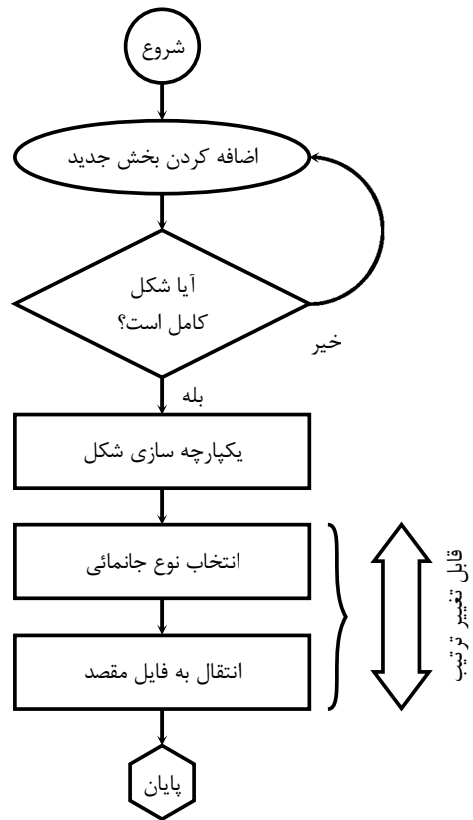 شروع
اضافه کردن بخش جدید
آیا شکل
کامل است؟
خیر
بله
یکپارچه سازی شکل
انتخاب نوع جانمائی
انتقال به فایل مقصد
قابل تغییر ترتیب
پایان